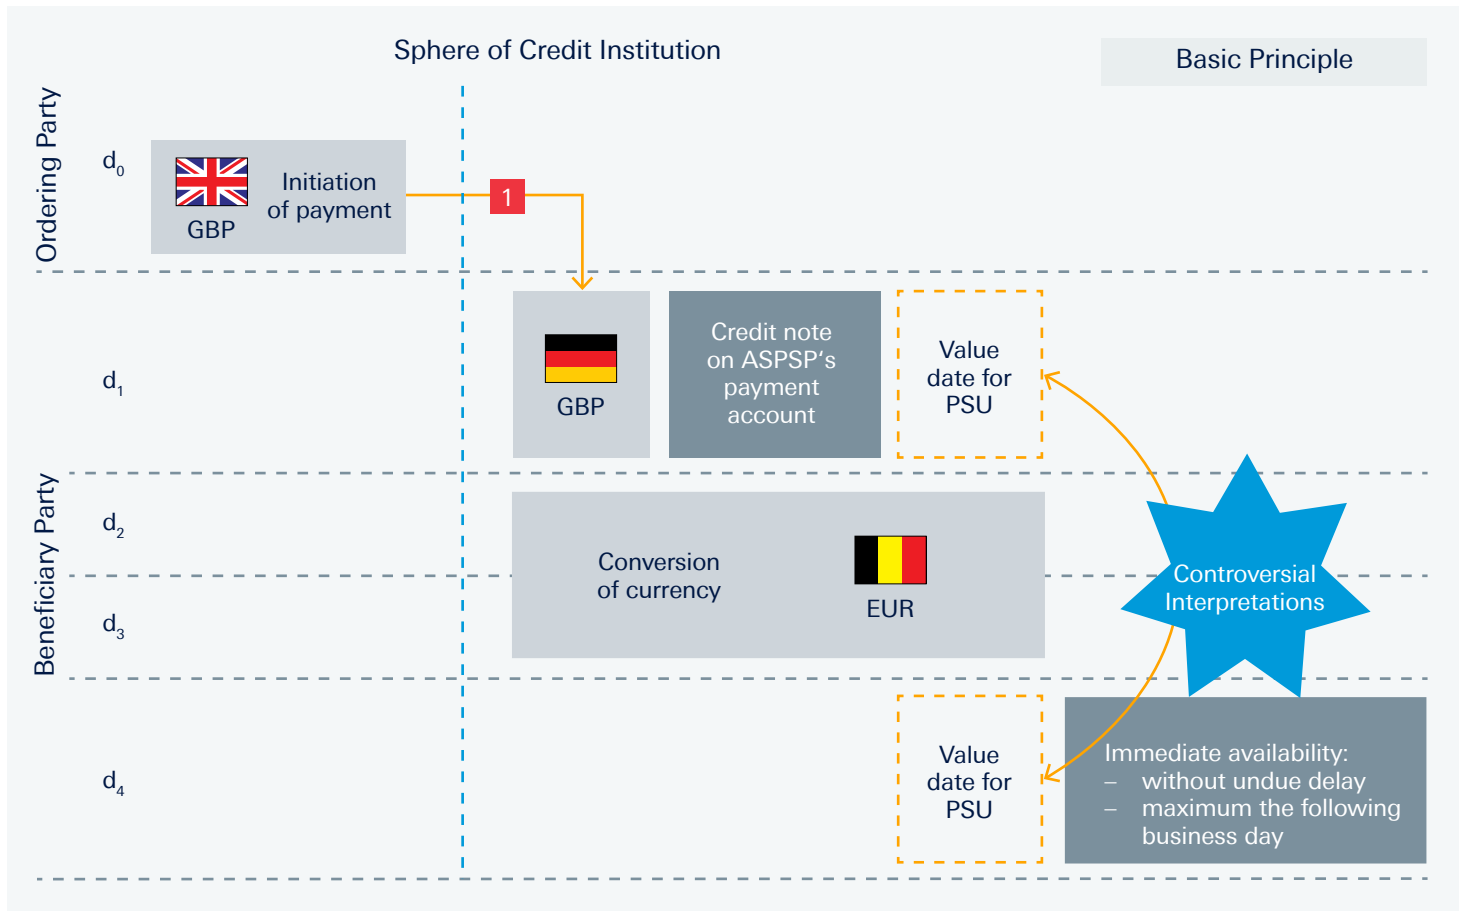 Sphere of Credit Institution
Basic Principle
Ordering Party
d0
GBP
Initiation
of payment
1
d1
GBP
Credit note
on ASPSP‘s
payment
account
Value
date for
PSU
Beneficiary Party
d2
d3
Conversion
of currency
EUR
Controversial
Interpretations
d4
Value
date for
PSU
Immediate availability:
– without undue delay
– maximum the following
business day